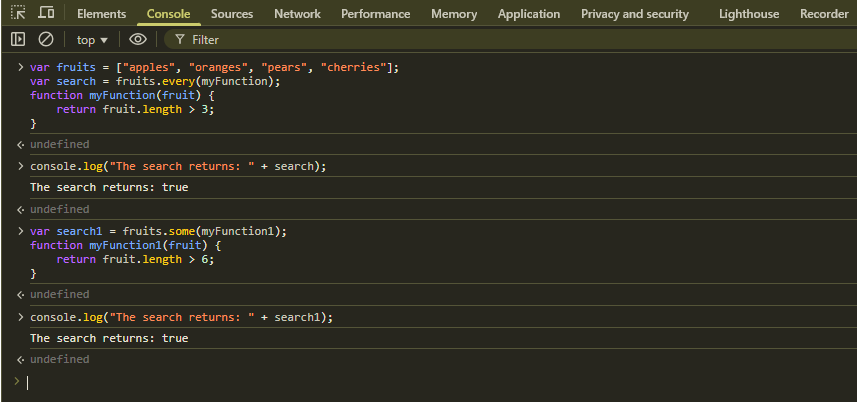 Elements Console Sources Network Performance Memory Application Privacy and security Lighthouse Recorder
top Filter
var fruits = ["apples", "oranges", "pears", "cherries"];
var search = fruits.every(myFunction);
function myFunction(fruit) {
    return fruit.length > 3;
}
undefined
console.log("The search returns: " + search);
The search returns: true
undefined
var search1 = fruits.some(myFunction1);
function myFunction1(fruit) {
    return fruit.length > 6;
}
undefined
console.log("The search returns: " + search1);
The search returns: true
undefined